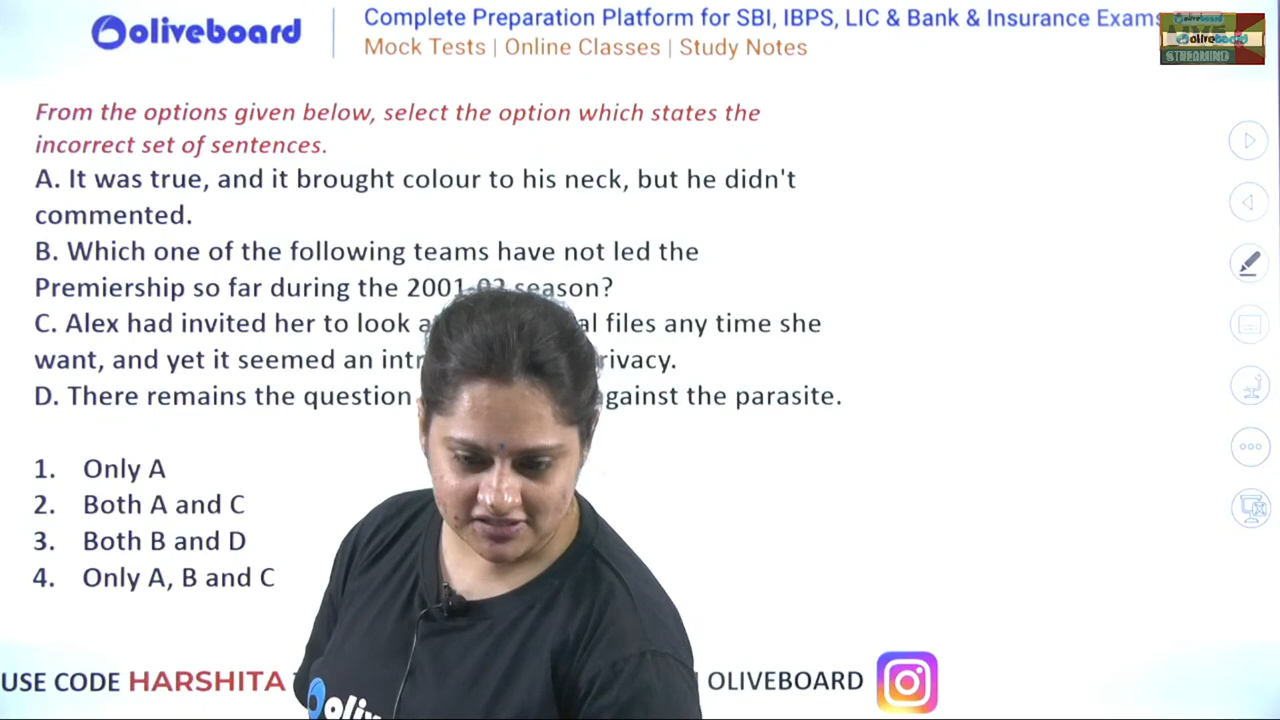 oliveboard
Complete Preparation Platform for SBI, IBPS, LIC & Bank & Insurance Exams
Mock Tests | Online Classes | Study Notes
oliveboard
oliveboard
STREAMING
From the options given below, select the option which states the
incorrect set of sentences.
A. It was true, and it brought colour to his neck, but he didn't
commented.
B. Which one of the following teams have not led the
Premiership so far during the 2001-02 season?
C. Alex had invited her to look files any time she
want, and yet it seemed an
D. There remains the question against the parasite.
1. Only A
2. Both A and C
3. Both B and D
4. Only A, B and C
USE CODE HARSHITA OLIVEBOARD